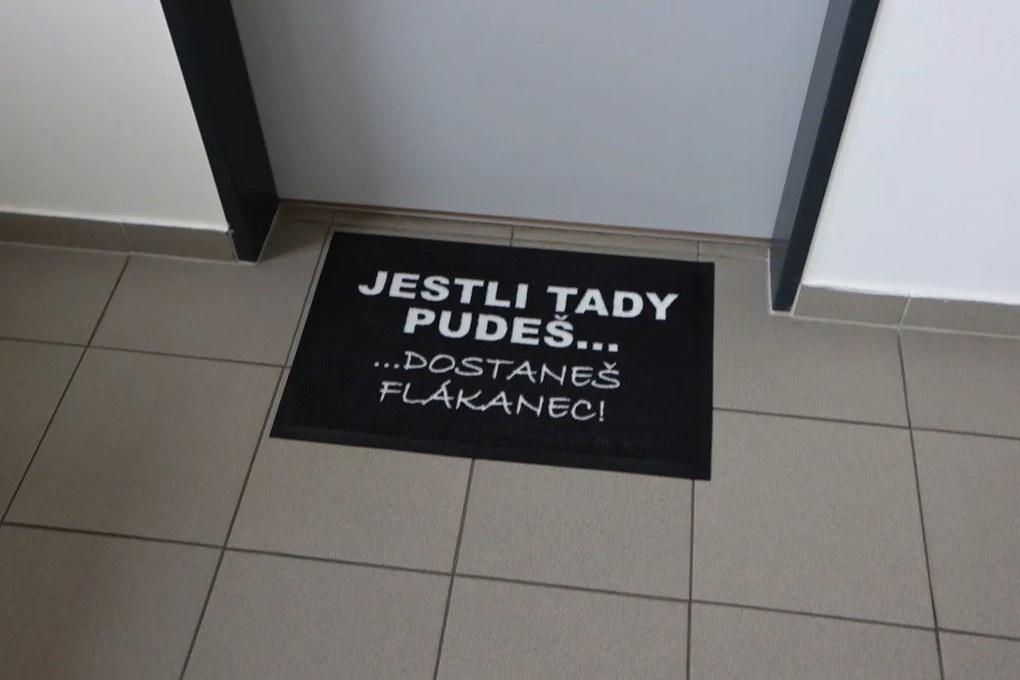 JESTLI TADY
PUDEŠ...
...DOSTANEŠ
FLÁKANEC!